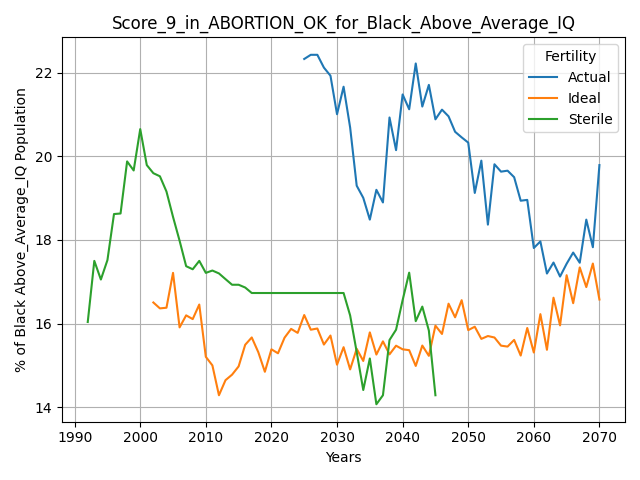 Score_9_in_ABORTION_OK_for_Black_Above_Average_IQ
% of Black Above_Average_IQ Population
22
20
18
16
14
Fertility
Actual
Ideal
Sterile
1990 2000 2010 2020 2030 2040 2050 2060 2070
Years